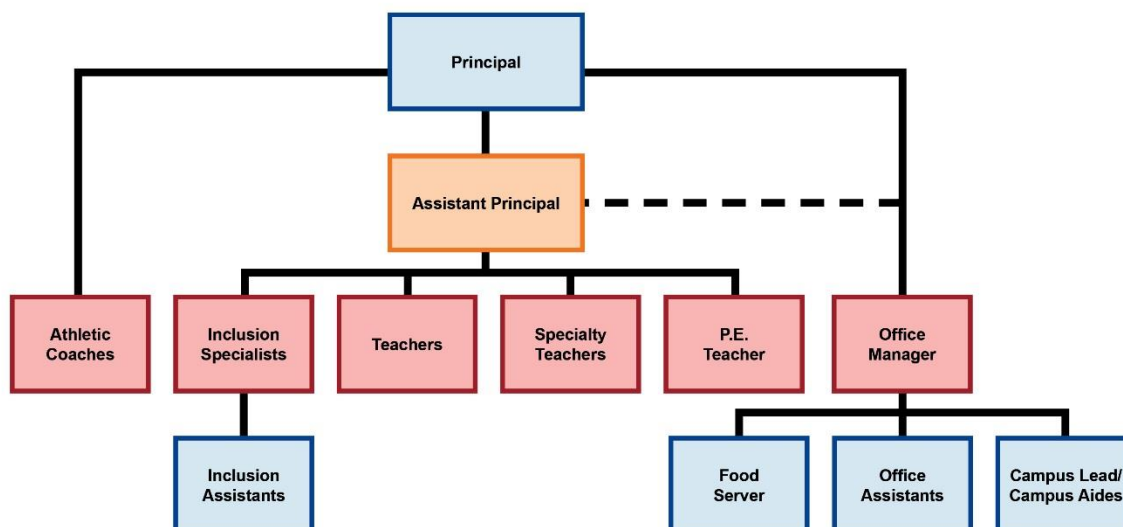 Principal
Assistant Principal
Athletic
Coaches
Inclusion
Specialists
Teachers
Specialty
Teachers
P.E.
Teacher
Office
Manager
Inclusion
Assistants
Food
Server
Office
Assistants
Campus Lead/
Campus Aides